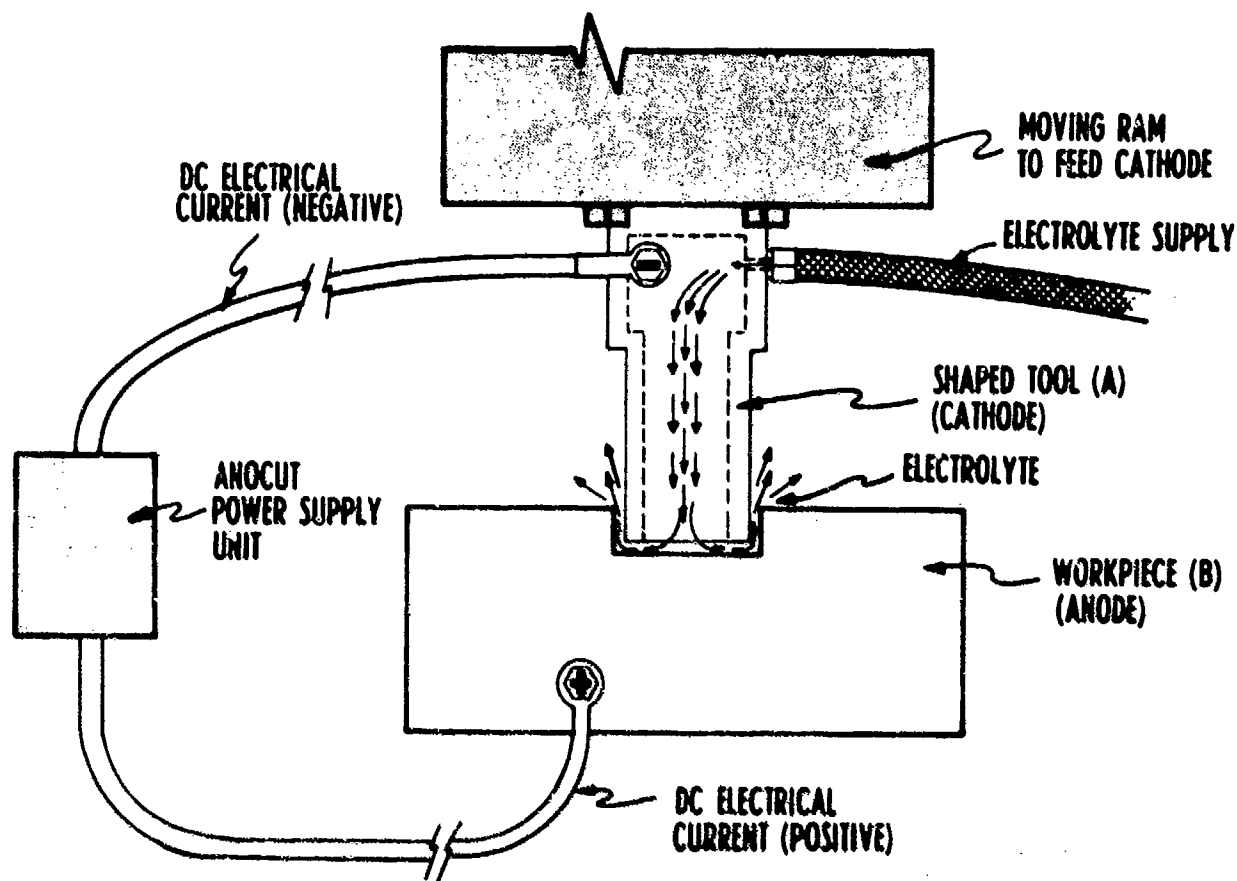 MOVING RAM
TO FEED CATHODE
DC ELECTRICAL
CURRENT (NEGATIVE)
ELECTROLYTE SUPPLY
SHAPED TOOL (A)
(CATHODE)
ELECTROLYTE
ANOCUT
POWER SUPPLY
UNIT
WORKPIECE (B)
(ANODE)
DC ELECTRICAL
CURRENT (POSITIVE)